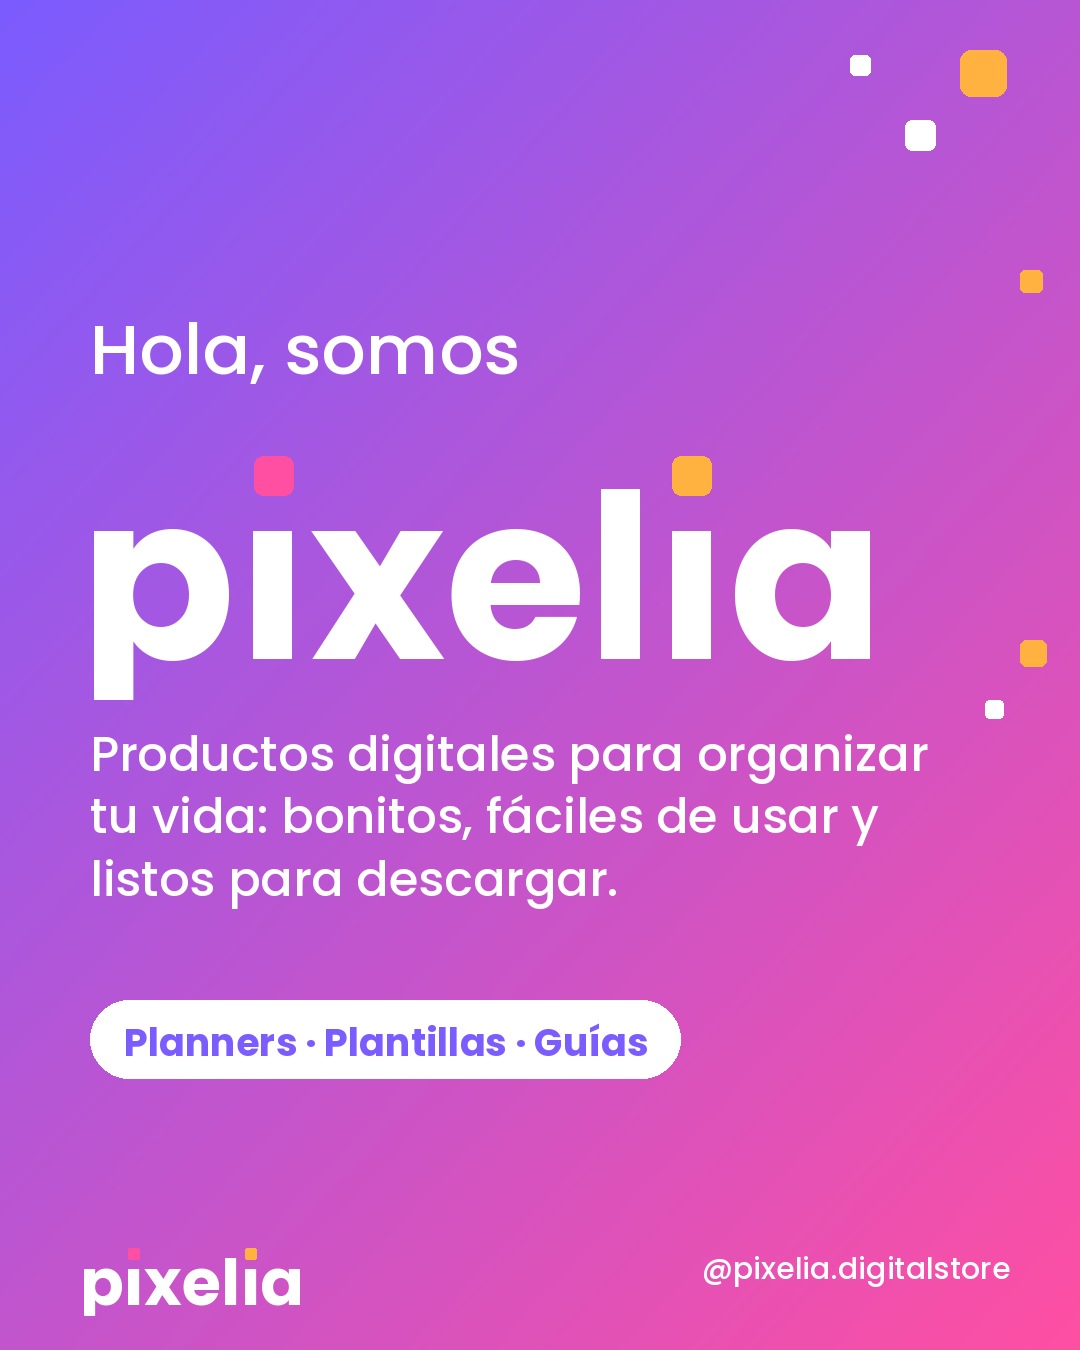 Hola, somos
pixelia
Productos digitales para organizar
tu vida: bonitos, fáciles de usar y
listos para descargar.
Planners · Plantillas · Guías
pixelia
@pixelia.digitalstore